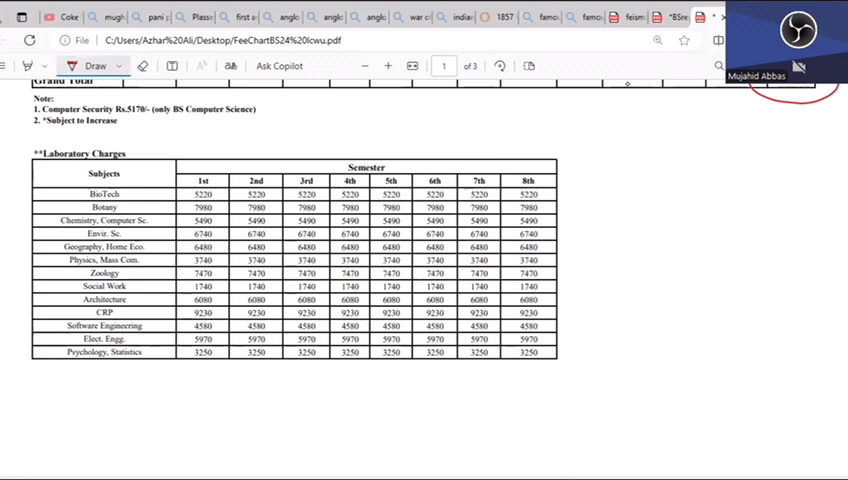 Coke
mugh
pani p
Plass
first a
anglo
anglo
anglo
war c
indian
1857
famou
famou
feism
*BSre
*
File
C:/Users/Azhar%20Ali/Desktop/FeeChartBS24%20lcwu.pdf
Draw
Ask Copilot
1 of 3
Mujahid Abbas
Grand Total
Note:
1. Computer Security Rs.5170/- (only BS Computer Science)
2. *Subject to Increase
**Laboratory Charges
Subjects Semester
1st 2nd 3rd 4th 5th 6th 7th 8th
BioTech 5220 5220 5220 5220 5220 5220 5220 5220
Botany 7980 7980 7980 7980 7980 7980 7980 7980
Chemistry, Computer Sc. 5490 5490 5490 5490 5490 5490 5490 5490
Envir. Sc. 6740 6740 6740 6740 6740 6740 6740 6740
Geography, Home Eco. 6480 6480 6480 6480 6480 6480 6480 6480
Physics, Mass Com. 3740 3740 3740 3740 3740 3740 3740 3740
Zoology 7470 7470 7470 7470 7470 7470 7470 7470
Social Work 1740 1740 1740 1740 1740 1740 1740 1740
Architecture 6080 6080 6080 6080 6080 6080 6080 6080
CRP 9230 9230 9230 9230 9230 9230 9230 9230
Software Engineering 4580 4580 4580 4580 4580 4580 4580 4580
Elect. Engg. 5970 5970 5970 5970 5970 5970 5970 5970
Psychology, Statistics 3250 3250 3250 3250 3250 3250 3250 3250